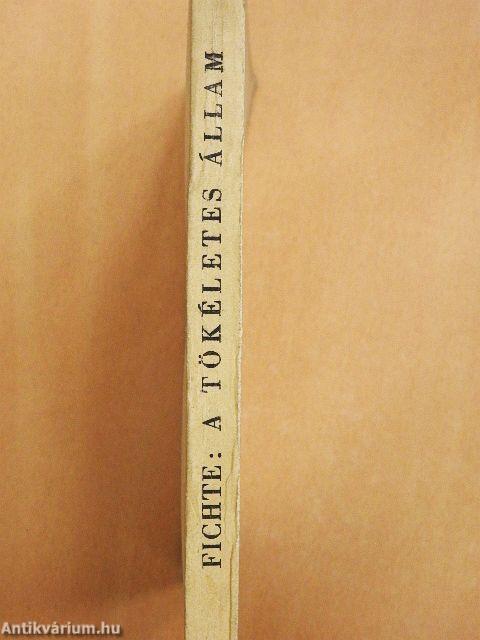 FICHTE: A TÖKÉLETES ÁLLAM
Antikvárium.hu